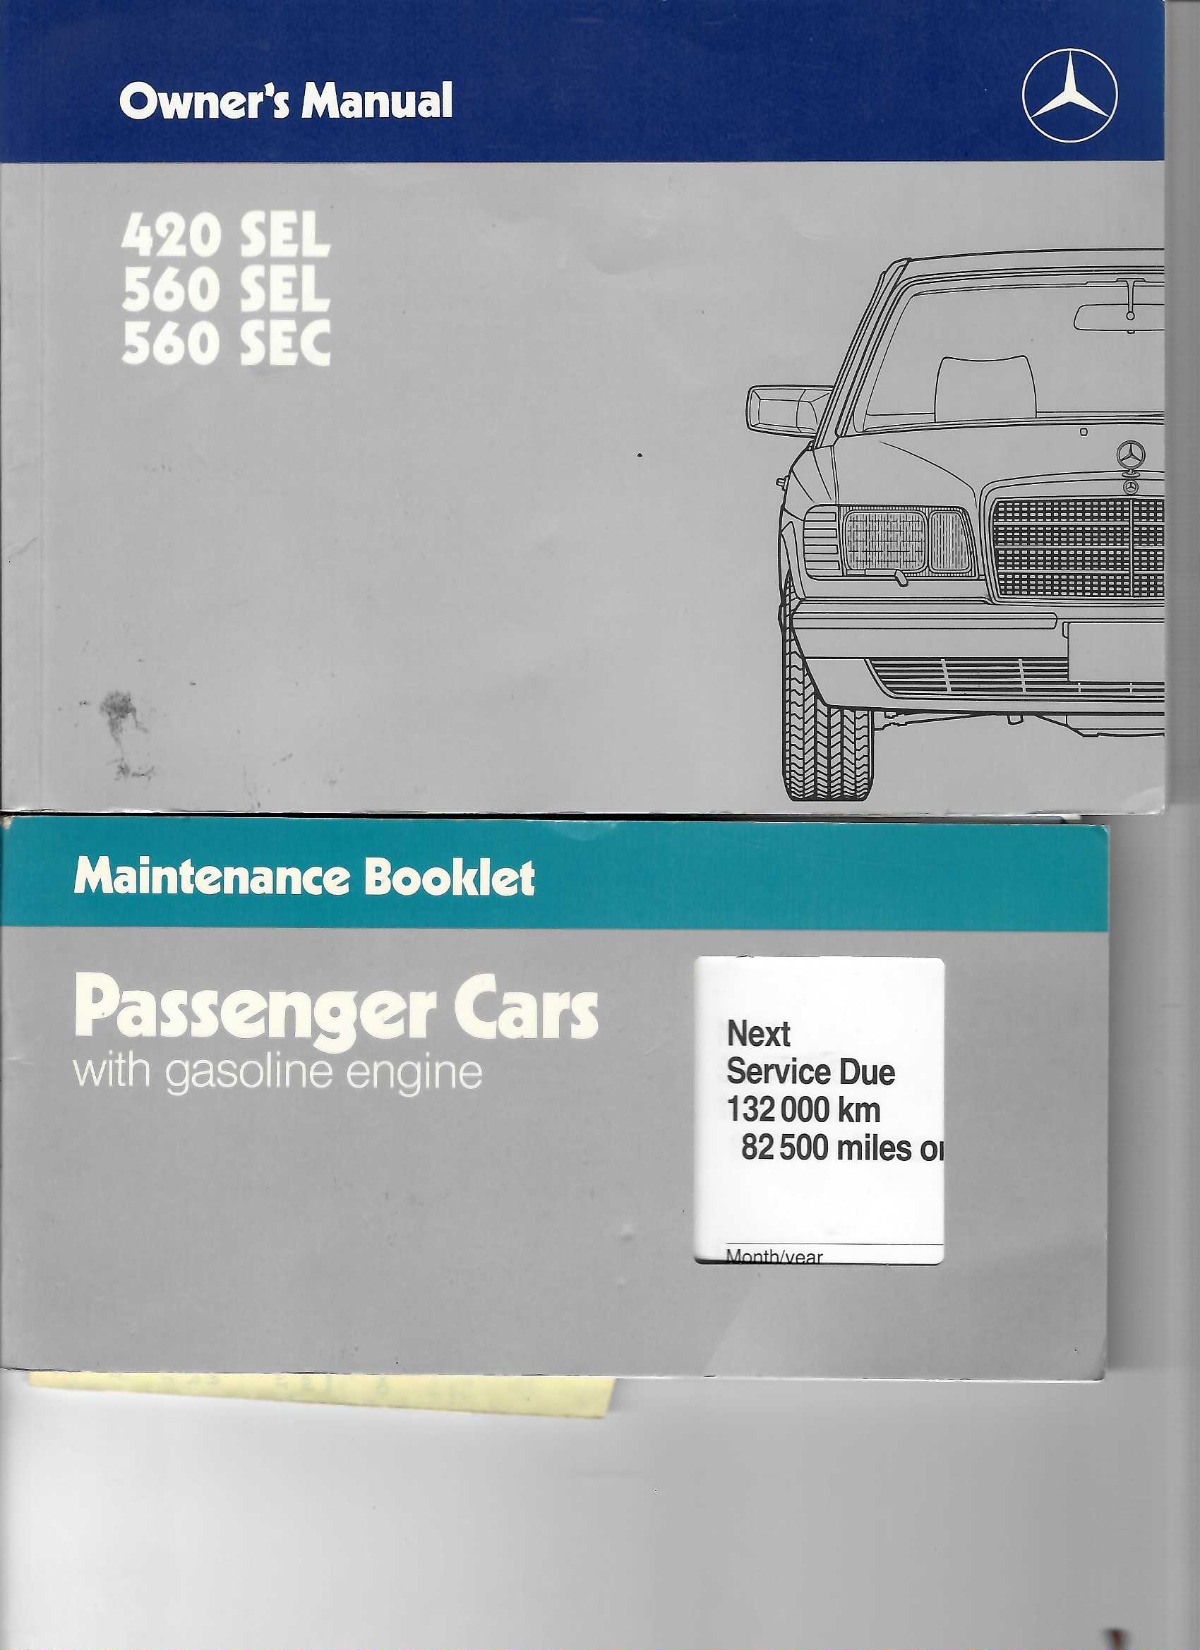 Owner's Manual
420 SEL
560 SEL
560 SEC
Maintenance Booklet
Passenger Cars
with gasoline engine
Next
Service Due
132 000 km
82 500 miles or
Month/year